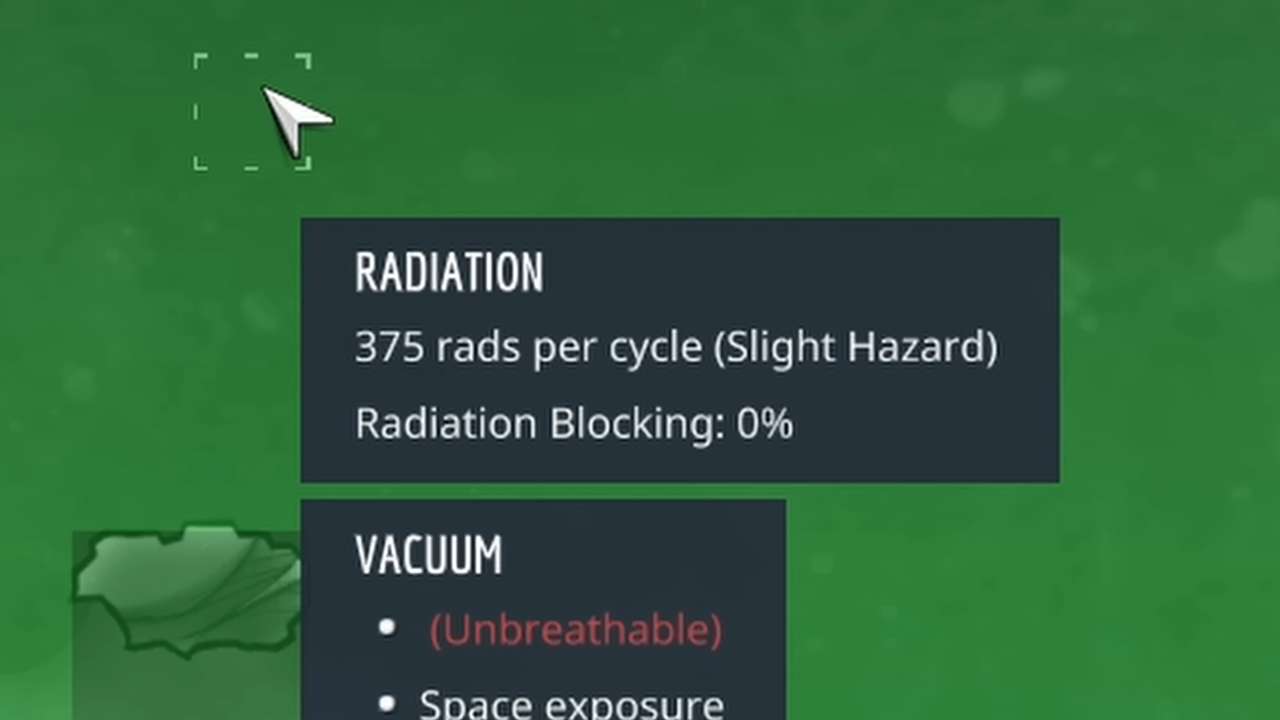 RADIATION
375 rads per cycle (Slight Hazard)
Radiation Blocking: 0%
VACUUM
• (Unbreathable)
• Space exposure